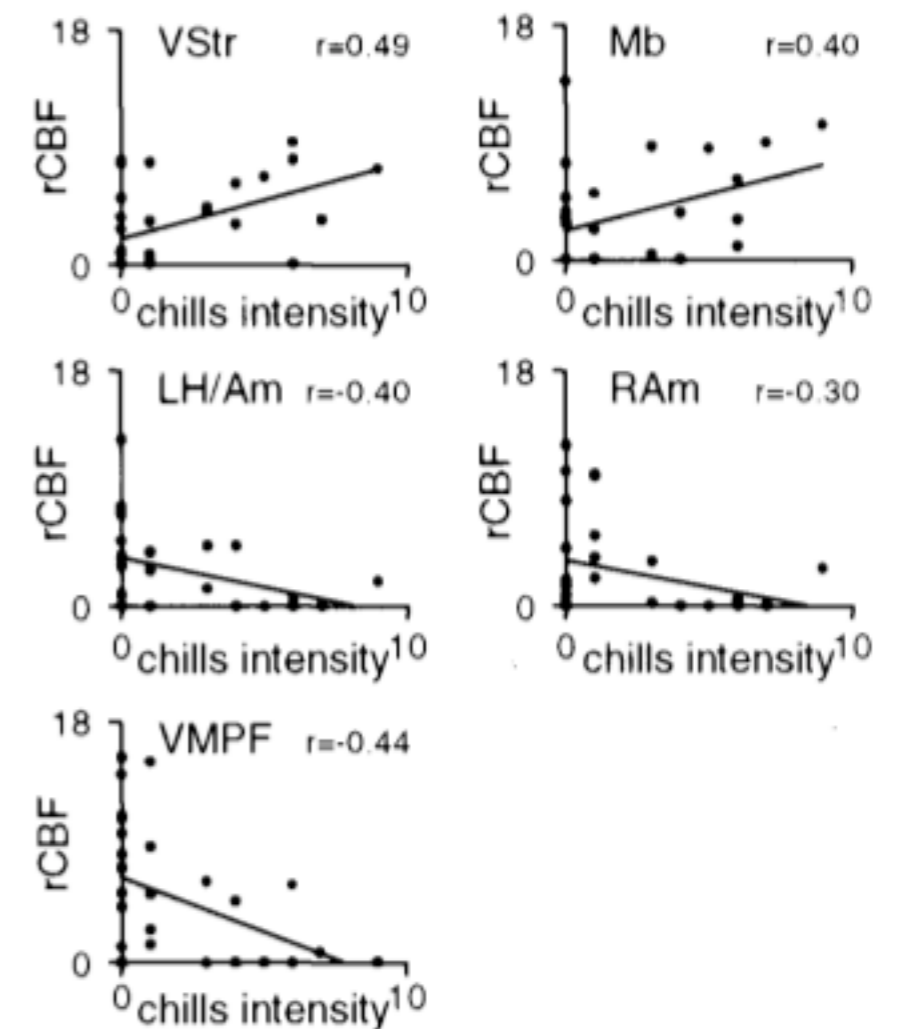 18 VStr r=0.49
rCBF
0
0 chills intensity 10
18 Mb r=0.40
rCBF
0
0 chills intensity 10
18 LH/Am r=-0.40
rCBF
0
0 chills intensity 10
18 RAm r=-0.30
rCBF
0
0 chills intensity 10
18 VMPF r=-0.44
rCBF
0
0 chills intensity 10